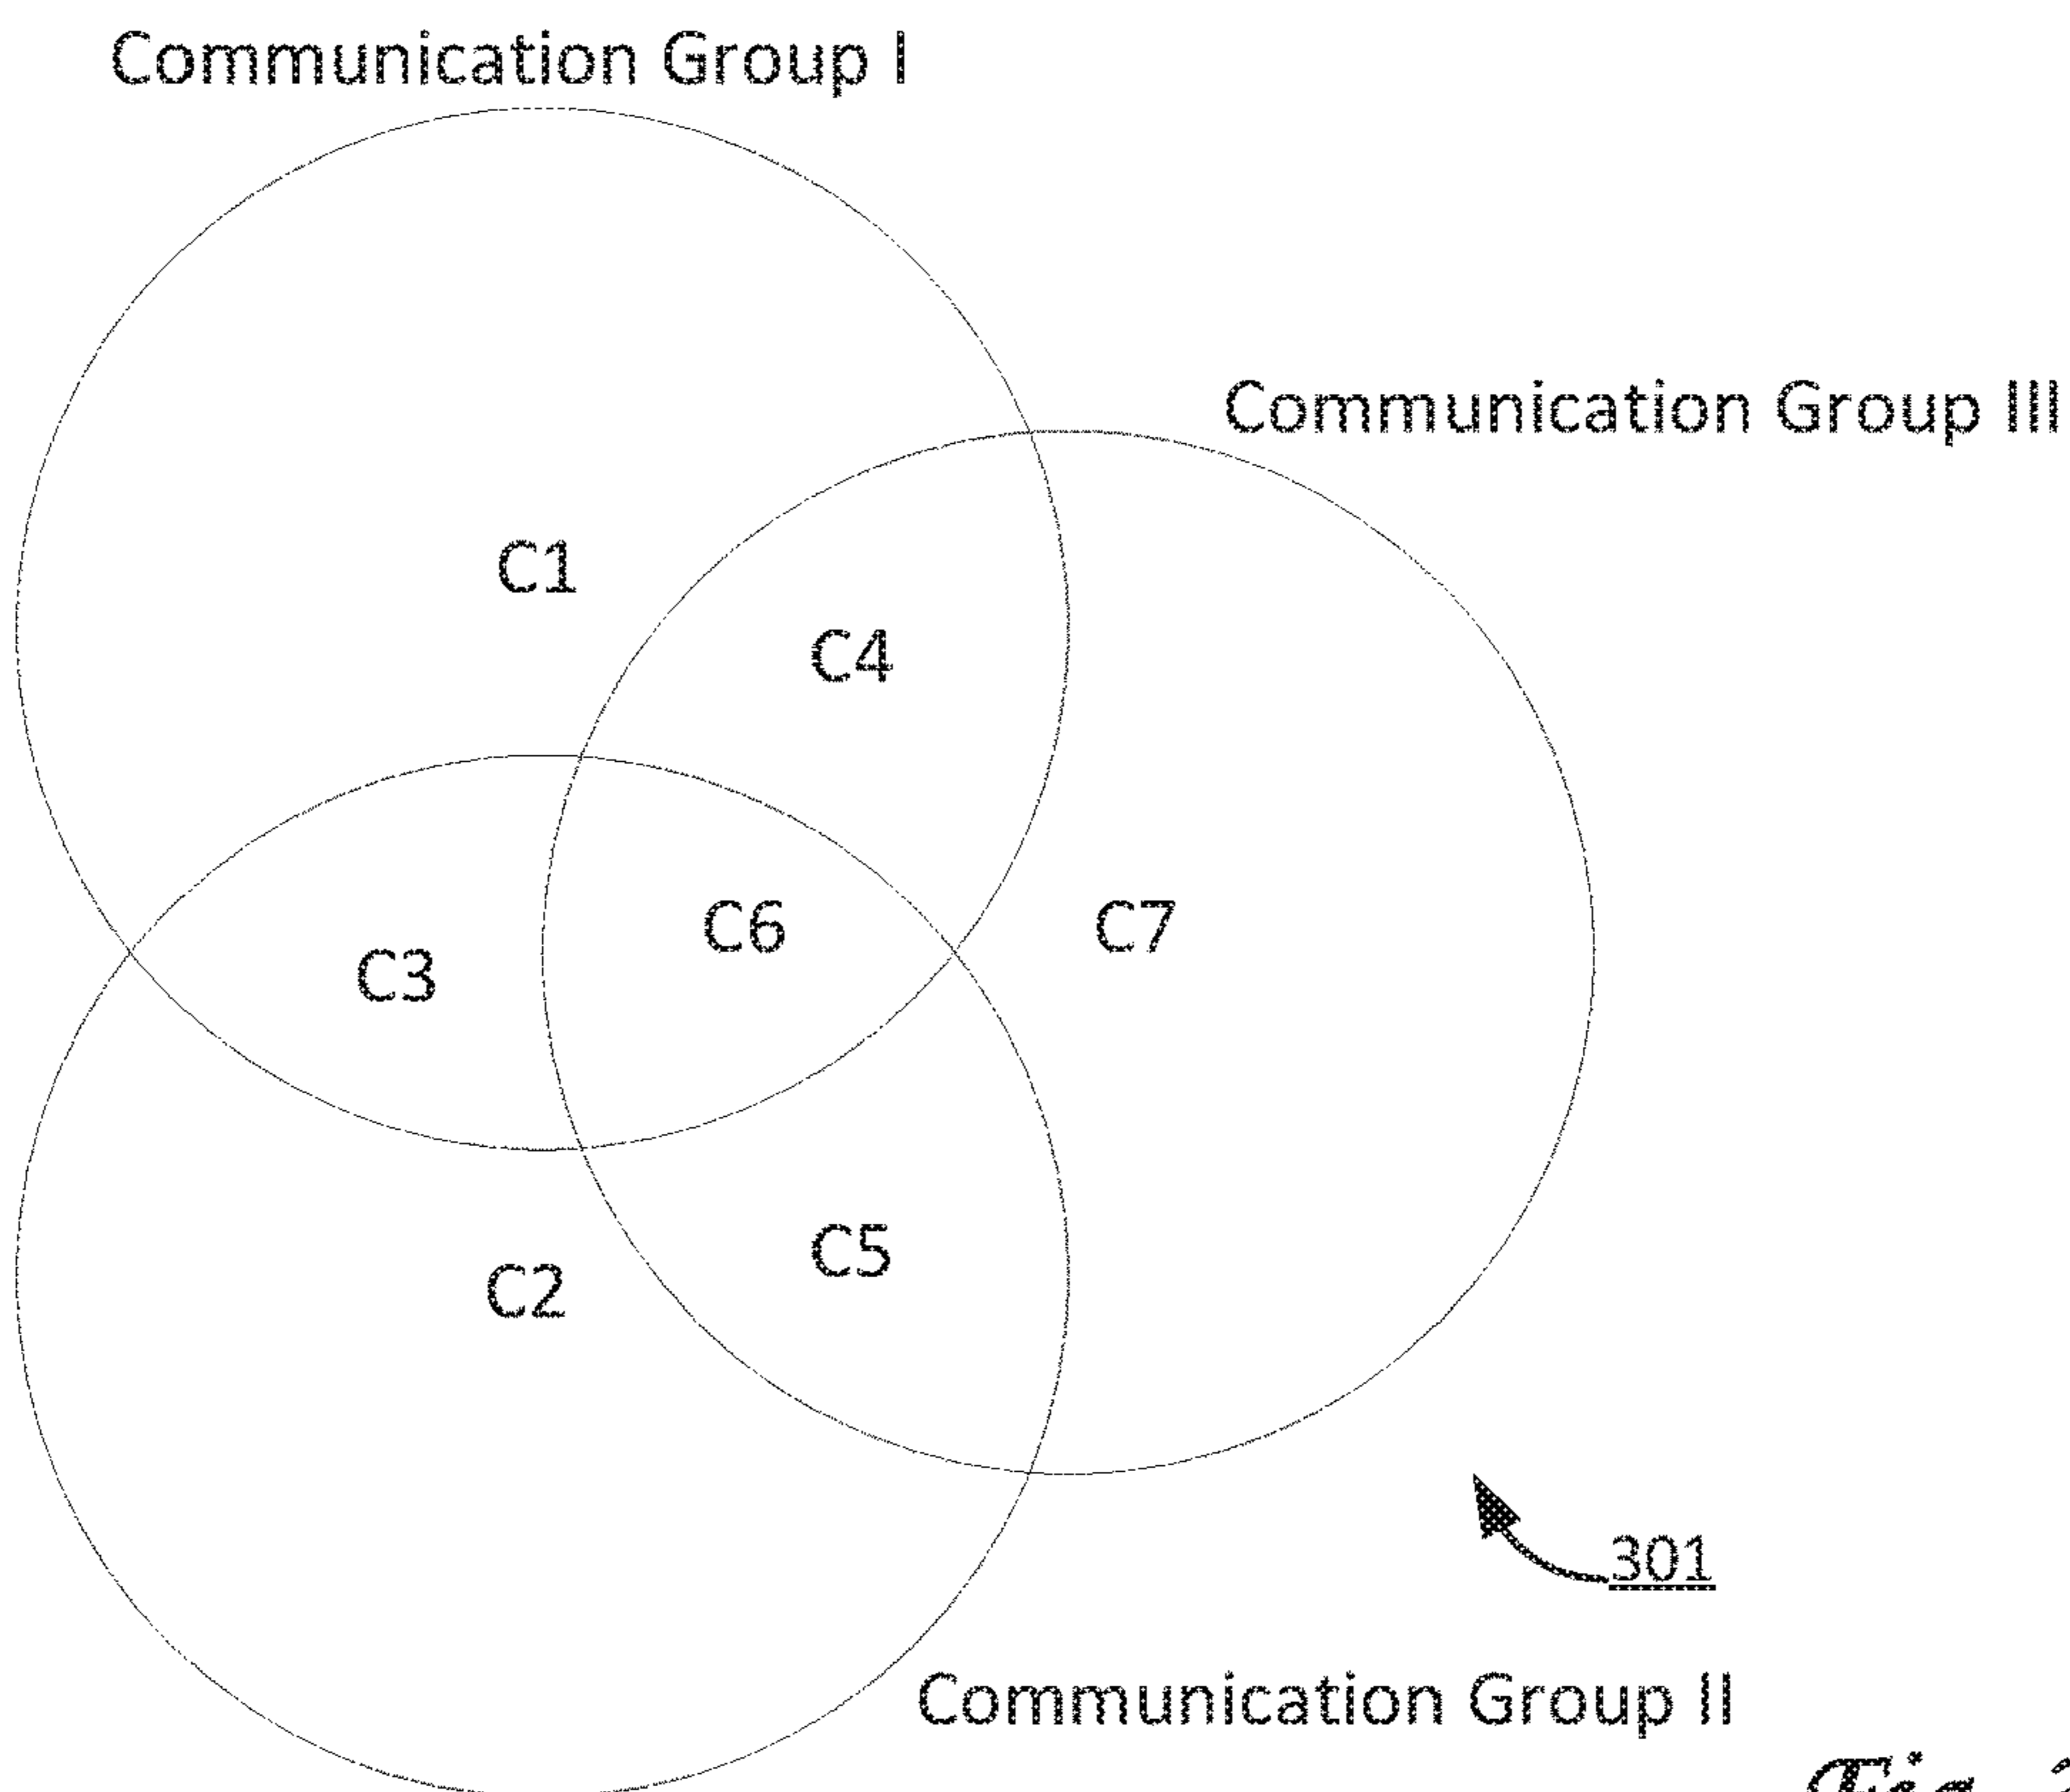 Communication Group I
Communication Group III
C1
C4
C6
C7
C3
C5
C2
301
Communication Group II